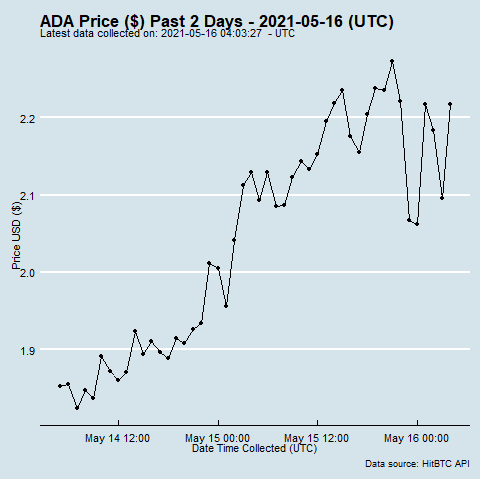 ADA Price ($) Past 2 Days - 2021-05-16 (UTC)
Latest data collected on: 2021-05-16 04:03:27  - UTC
2.2
2.1
2.0
1.9
Price USD ($)
May 14 12:00
May 15 00:00
May 15 12:00
May 16 00:00
Date Time Collected (UTC)
Data source: HitBTC API